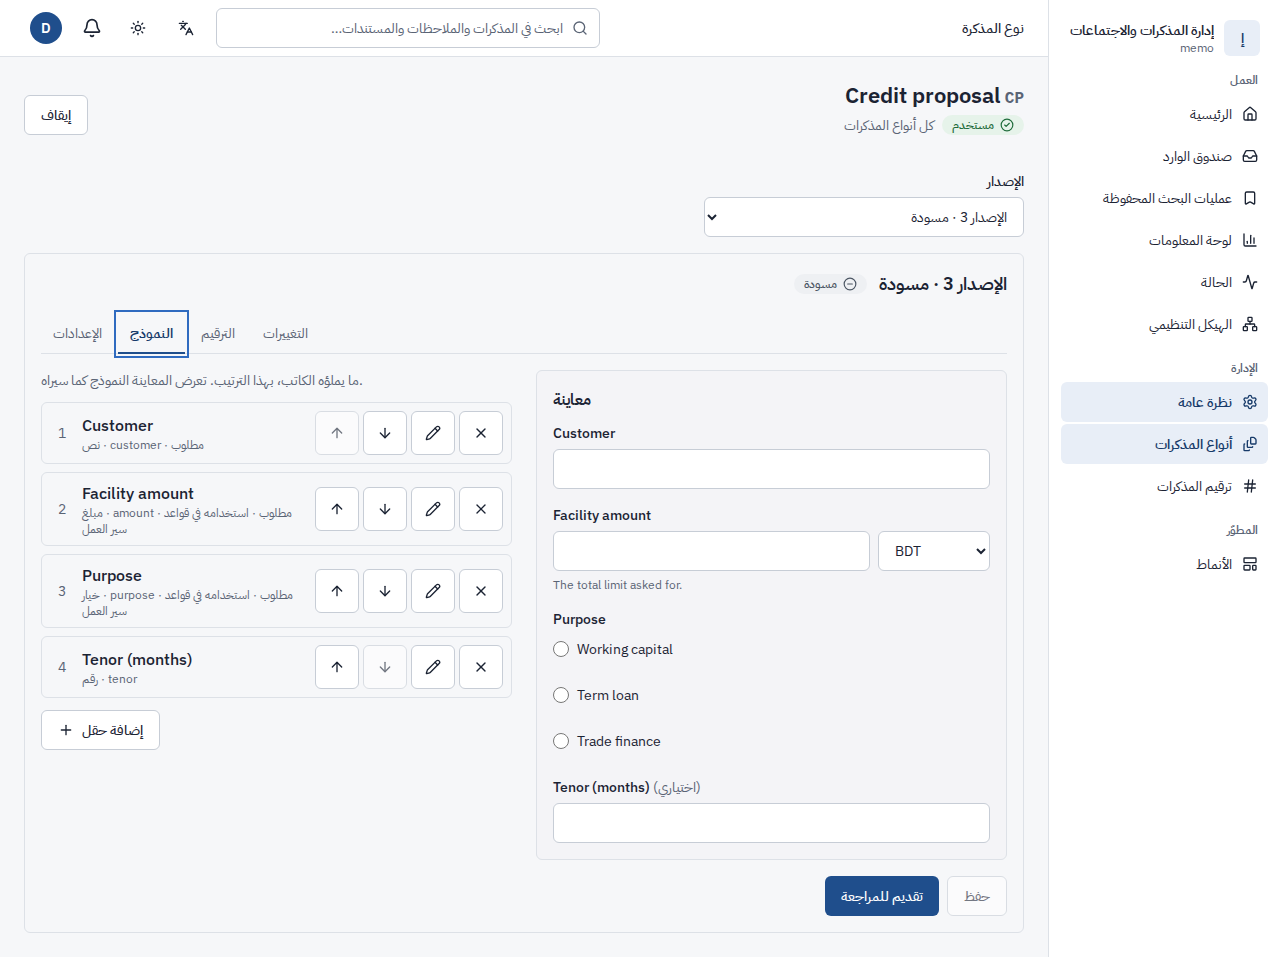 إدارة المذكرات والاجتماعات
memo
إ
العمل
الرئيسية
صندوق الوارد
عمليات البحث المحفوظة
لوحة المعلومات
الحالة
الهيكل التنظيمي
الإدارة
نظرة عامة
أنواع المذكرات
ترقيم المذكرات
المطوّر
الأنماط
نوع المذكرة
ابحث في المذكرات والملاحظات والمستندات...
D
Credit proposal CP
مستخدم
كل أنواع المذكرات
إيقاف
الإصدار
الإصدار 3 · مسودة
الإصدار 3 · مسودة
مسودة
التغييرات
الترقيم
النموذج
الإعدادات
ما يملؤه الكاتب، بهذا الترتيب. تعرض المعاينة النموذج كما سيراه.
1
Customer
نص · customer · مطلوب
2
Facility amount
مبلغ · amount · مطلوب · استخدامه في قواعد
سير العمل
3
Purpose
خيار · purpose · مطلوب · استخدامه في قواعد
سير العمل
4
Tenor (months)
رقم · tenor
إضافة حقل
معاينة
Customer
Facility amount
BDT
The total limit asked for.
Purpose
Working capital
Term loan
Trade finance
Tenor (months) (اختياري)
حفظ
تقديم للمراجعة